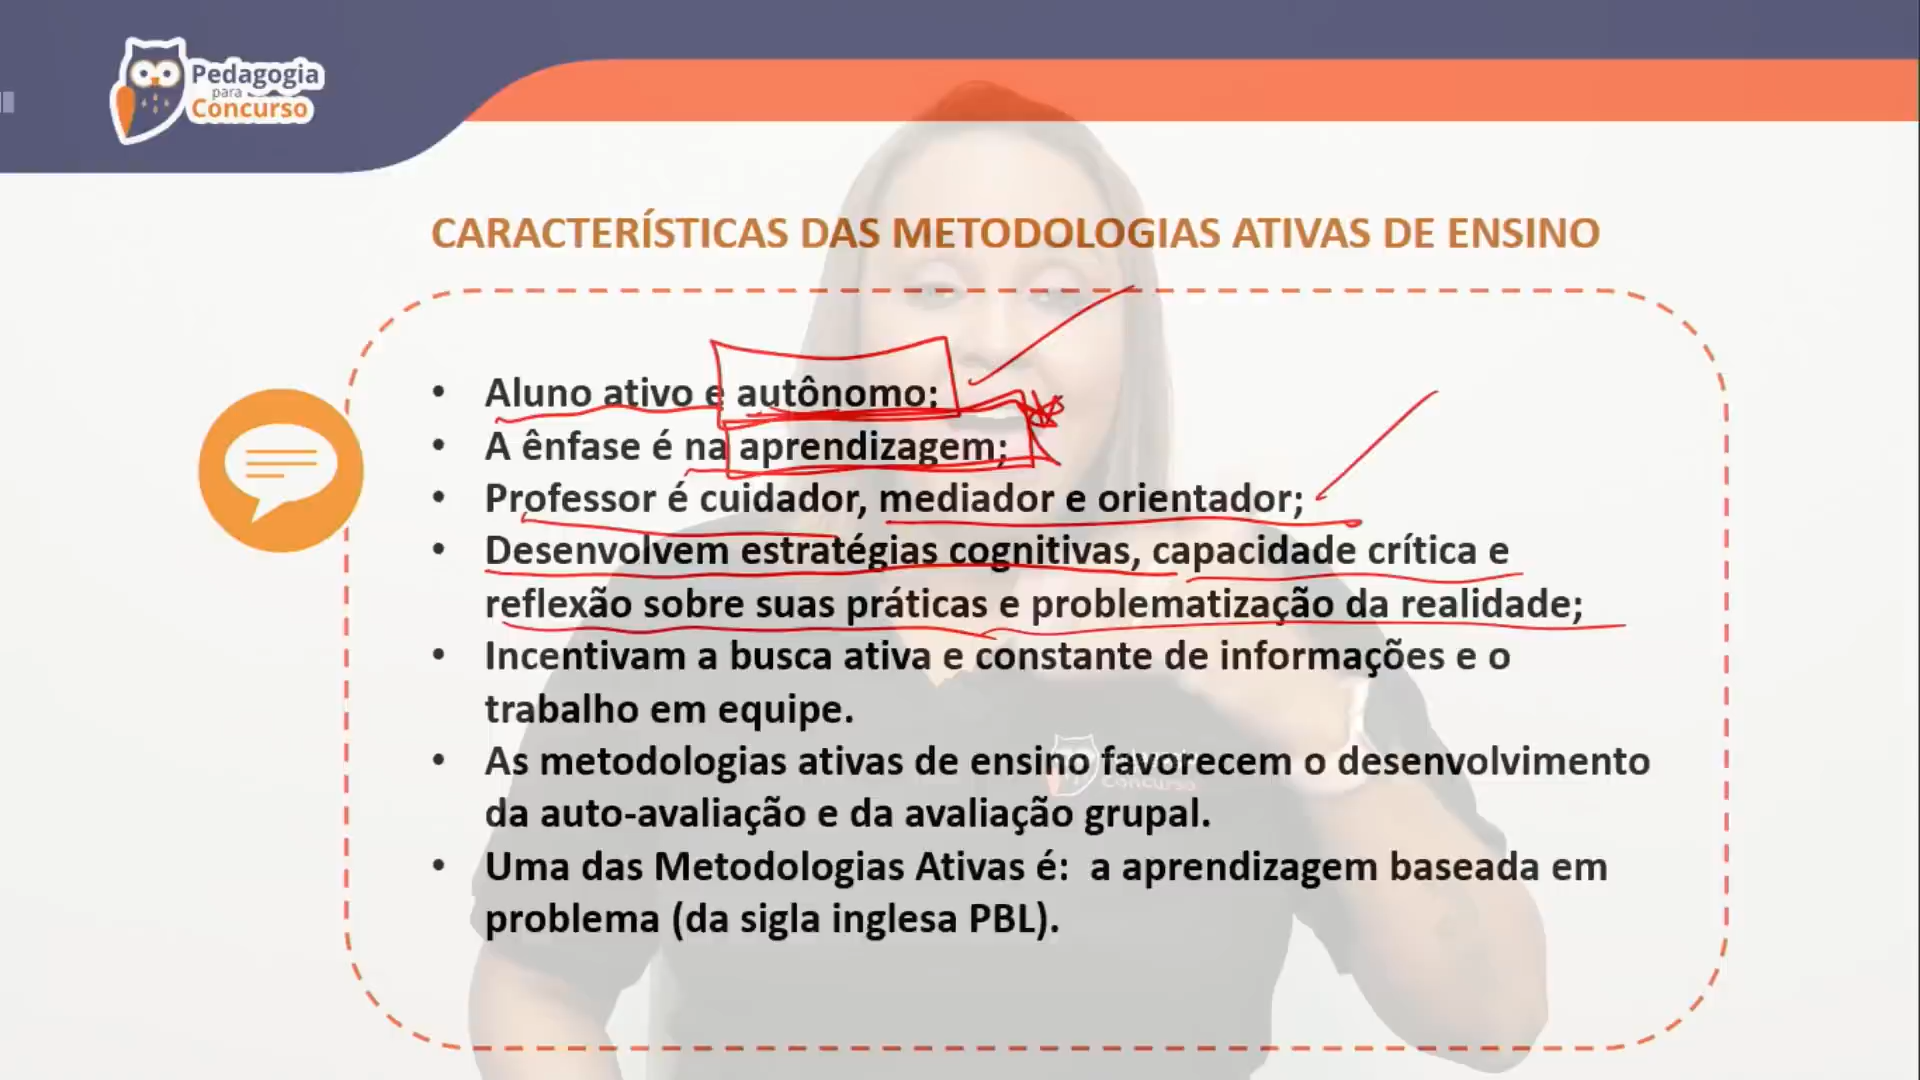 Pedagogia
para
Concurso
CARACTERÍSTICAS DAS METODOLOGIAS ATIVAS DE ENSINO
• Aluno ativo e autônomo;
• A ênfase é na aprendizagem;
• Professor é cuidador, mediador e orientador;
• Desenvolvem estratégias cognitivas, capacidade crítica e
reflexão sobre suas práticas e problematização da realidade;
• Incentivam a busca ativa e constante de informações e o
trabalho em equipe.
• As metodologias ativas de ensino favorecem o desenvolvimento
da auto-avaliação e da avaliação grupal.
• Uma das Metodologias Ativas é: a aprendizagem baseada em
problema (da sigla inglesa PBL).
Concurso